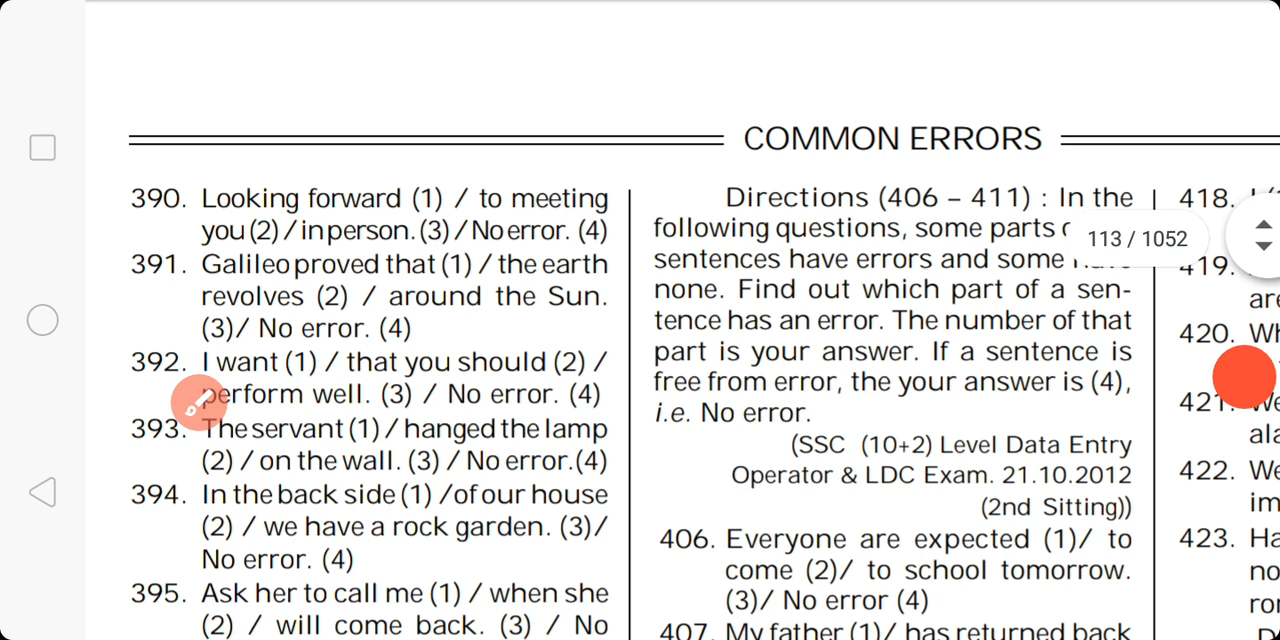 COMMON ERRORS
390. Looking forward (1) / to meeting
you (2) / in person. (3) / No error. (4)
391. Galileo proved that (1) / the earth
revolves (2) / around the Sun.
(3)/ No error. (4)
392. I want (1) / that you should (2) /
perform well. (3) / No error. (4)
393. The servant (1) / hanged the lamp
(2) / on the wall. (3) / No error.(4)
394. In the back side (1) /of our house
(2) / we have a rock garden. (3)/
No error. (4)
395. Ask her to call me (1) / when she
(2) / will come back. (3) / No
Directions (406 – 411) : In the
following questions, some parts
sentences have errors and some
none. Find out which part of a sen-
tence has an error. The number of that
part is your answer. If a sentence is
free from error, the your answer is (4),
i.e. No error.
(SSC (10+2) Level Data Entry
Operator & LDC Exam. 21.10.2012
(2nd Sitting))
406. Everyone are expected (1)/ to
come (2)/ to school tomorrow.
(3)/ No error (4)
407. My father (1)/ has returned back
418.
113 / 1052
419.
are
420. Wh
421. We
ala
422. We
im
423. Ha
no
ror